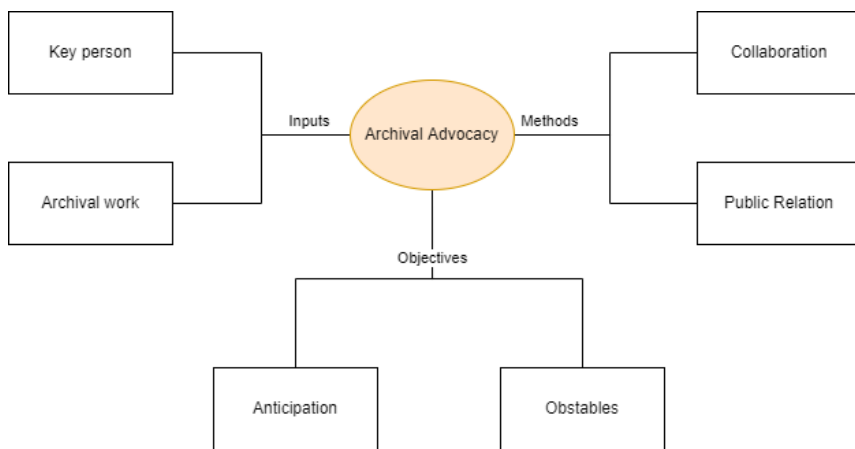 Key person
Collaboration
Inputs
Archival Advocacy
Methods
Archival work
Public Relation
Objectives
Anticipation
Obstables